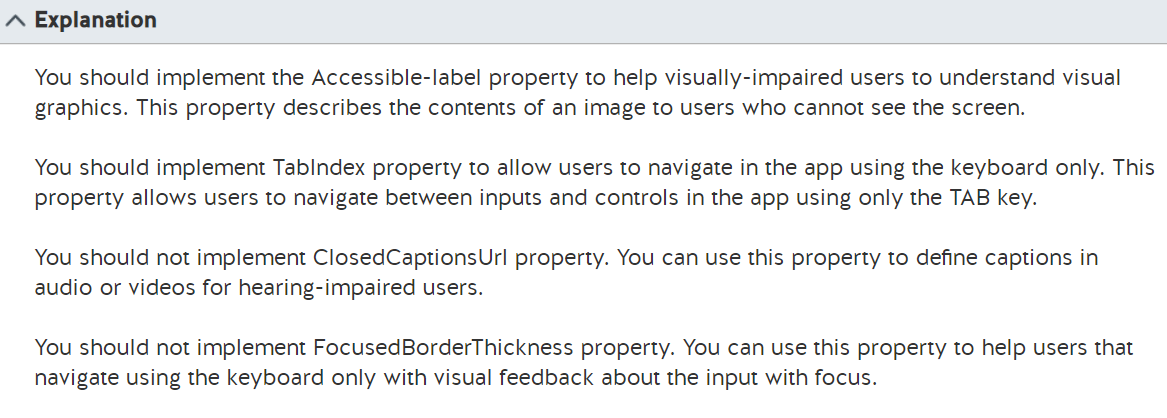 Explanation
You should implement the Accessible-label property to help visually-impaired users to understand visual
graphics. This property describes the contents of an image to users who cannot see the screen.
You should implement TabIndex property to allow users to navigate in the app using the keyboard only. This
property allows users to navigate between inputs and controls in the app using only the TAB key.
You should not implement ClosedCaptionsUrl property. You can use this property to define captions in
audio or videos for hearing-impaired users.
You should not implement FocusedBorderThickness property. You can use this property to help users that
navigate using the keyboard only with visual feedback about the input with focus.